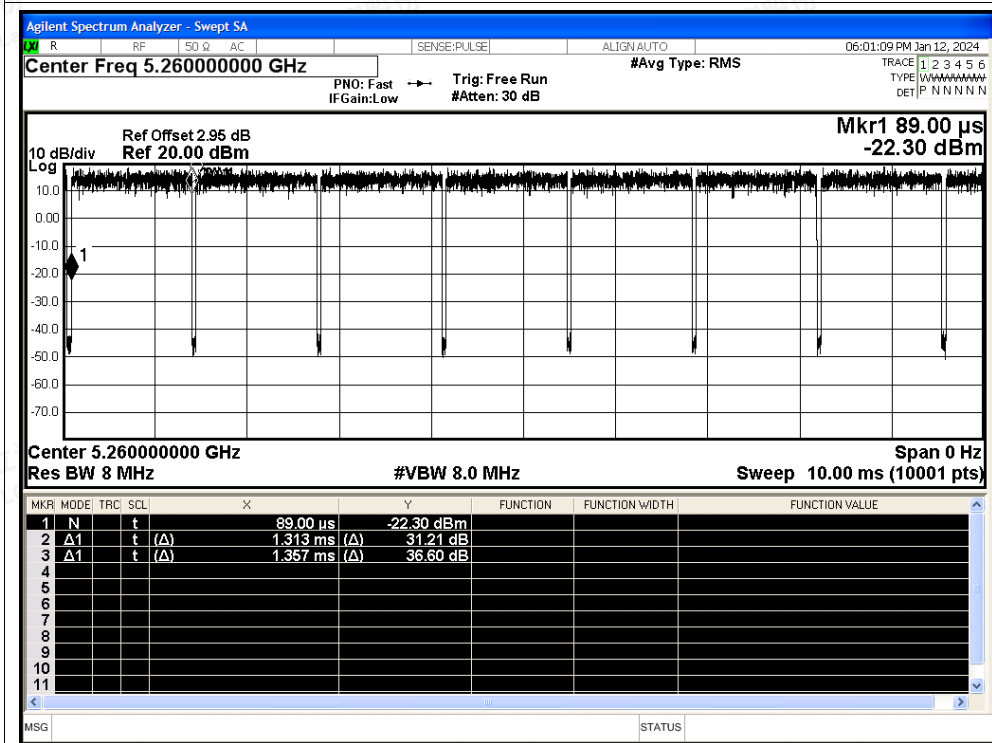 Agilent Spectrum Analyzer - Swept SA
LXI R RF 50 Ω AC SENSE:PULSE ALIGN AUTO 06:01:09 PM Jan 12, 2024
Center Freq 5.260000000 GHz #Avg Type: RMS TRACE 1 2 3 4 5 6
PNO: Fast Trig: Free Run TYPE WWWWWW
IFGain:Low #Atten: 30 dB DET P N N N N N
Mkr1 89.00 µs
Ref Offset 2.95 dB
10 dB/div Ref 20.00 dBm -22.30 dBm
Log
10.0
0.00
-10.0
1
-20.0
-30.0
-40.0
-50.0
-60.0
-70.0
Center 5.260000000 GHz Span 0 Hz
Res BW 8 MHz #VBW 8.0 MHz Sweep 10.00 ms (10001 pts)
MKR MODE TRC SCL X Y FUNCTION FUNCTION WIDTH FUNCTION VALUE
1 N t 89.00 µs -22.30 dBm
2 Δ1 t (Δ) 1.313 ms (Δ) 31.21 dB
3 Δ1 t (Δ) 1.357 ms (Δ) 36.60 dB
4
5
6
7
8
9
10
11
MSG STATUS